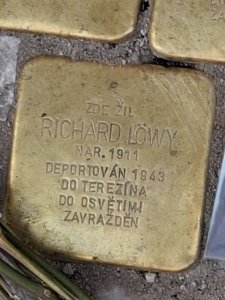 ZDE ŽIL
RICHARD LÖWY
NAR. 1911
DEPORTOVÁN 1943
DO TEREZÍNA
DO OSVĚTIMI
ZAVRAŽDĚN